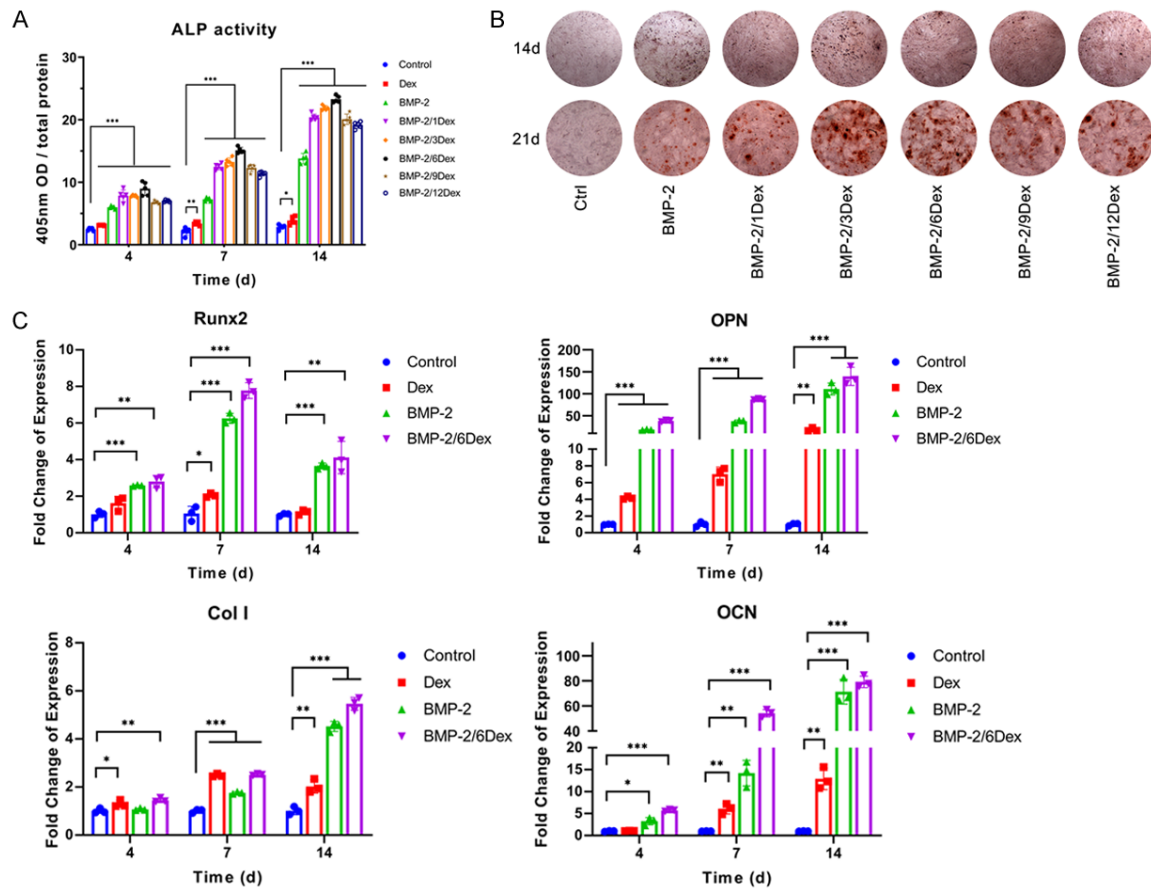 A
ALP activity
405nm OD / total protein
30
20
10
0
***
***
**
***
*
4
7
14
Time (d)
Control
Dex
BMP-2
BMP-2/1Dex
BMP-2/3Dex
BMP-2/6Dex
BMP-2/9Dex
BMP-2/12Dex
B
14d
21d
Ctrl
BMP-2
BMP-2/1Dex
BMP-2/3Dex
BMP-2/6Dex
BMP-2/9Dex
BMP-2/12Dex
C
Runx2
Fold Change of Expression
10
8
6
4
2
0
**
***
***
***
*
**
***
4
7
14
Time (d)
Control
Dex
BMP-2
BMP-2/6Dex
OPN
Fold Change of Expression
200
150
100
50
10
8
6
4
2
0
***
***
***
**
4
7
14
Time (d)
Control
Dex
BMP-2
BMP-2/6Dex
Col I
Fold Change of Expression
8
6
4
2
0
**
*
***
***
**
4
7
14
Time (d)
Control
Dex
BMP-2
BMP-2/6Dex
OCN
Fold Change of Expression
100
80
60
40
20
15
10
5
0
***
*
***
**
**
***
***
**
4
7
14
Time (d)
Control
Dex
BMP-2
BMP-2/6Dex